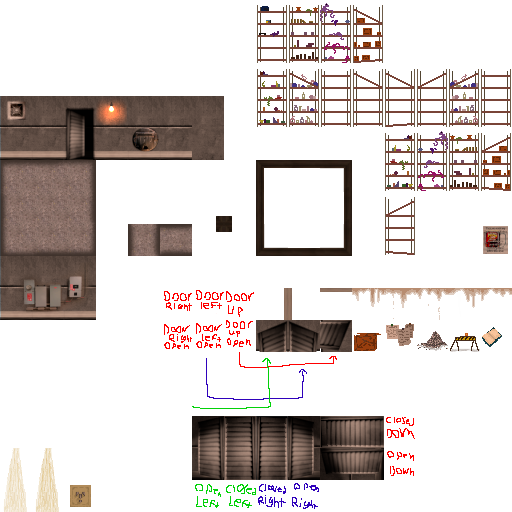 Door Door Door
Right left Up
Door Door Door
Right left Up
Open Open Open
Closed
Down
Open
Down
Open Closed Closed Open
Left Left Right Right